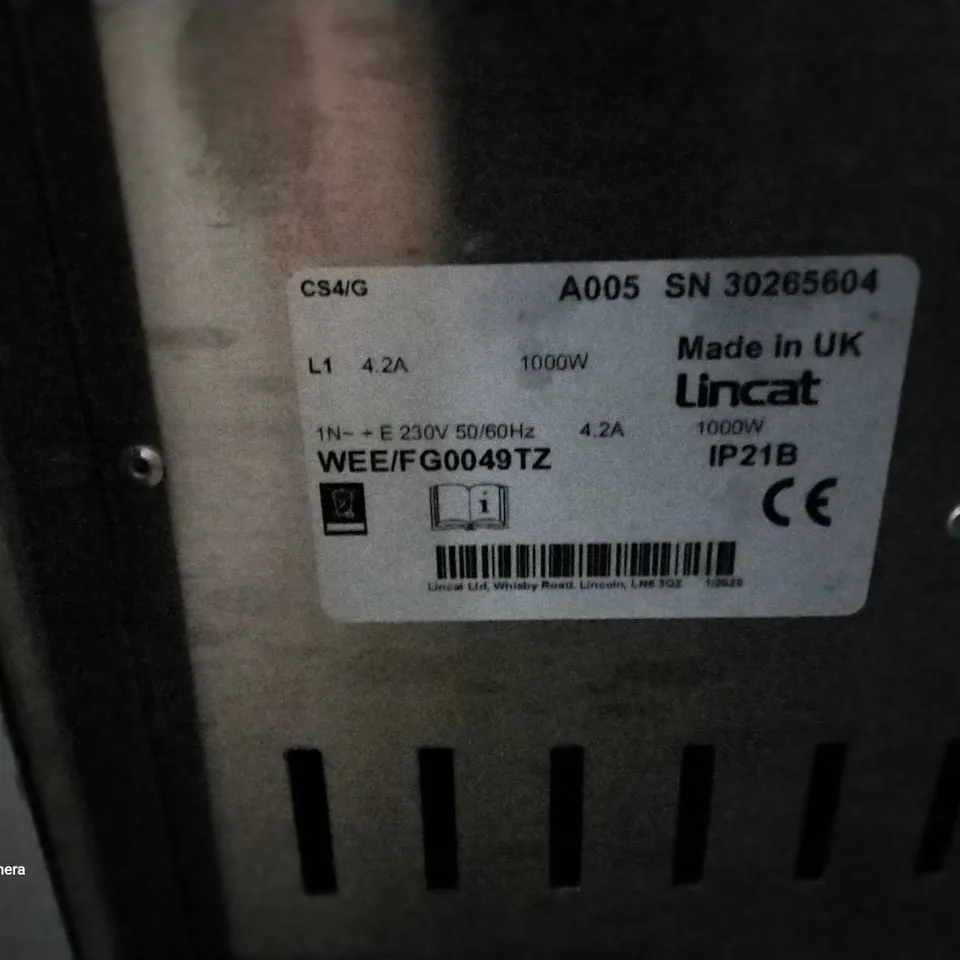 CS4/G A005 SN 30265604
Made in UK
L1 4.2A 1000W
Lincat
1N~ + E 230V 50/60Hz 4.2A 1000W
WEE/FG0049TZ IP21B
i
CE
Lincat Ltd, Whisby Road, Lincoln, LN6 3QZ
nera